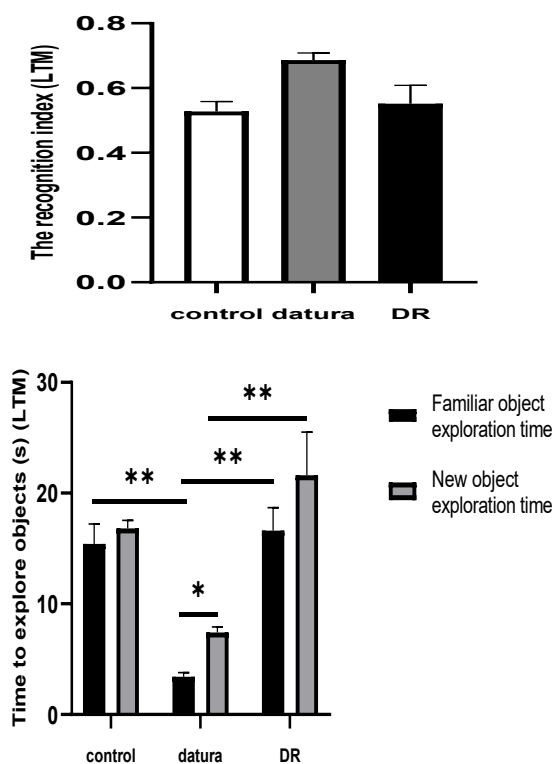 The recognition index (LTM)
0.8
0.6
0.4
0.2
0.0
control datura DR
Time to explore objects (s) (LTM)
30
20
10
0
**
**
**
*
control datura DR
Familiar object
exploration time
New object
exploration time